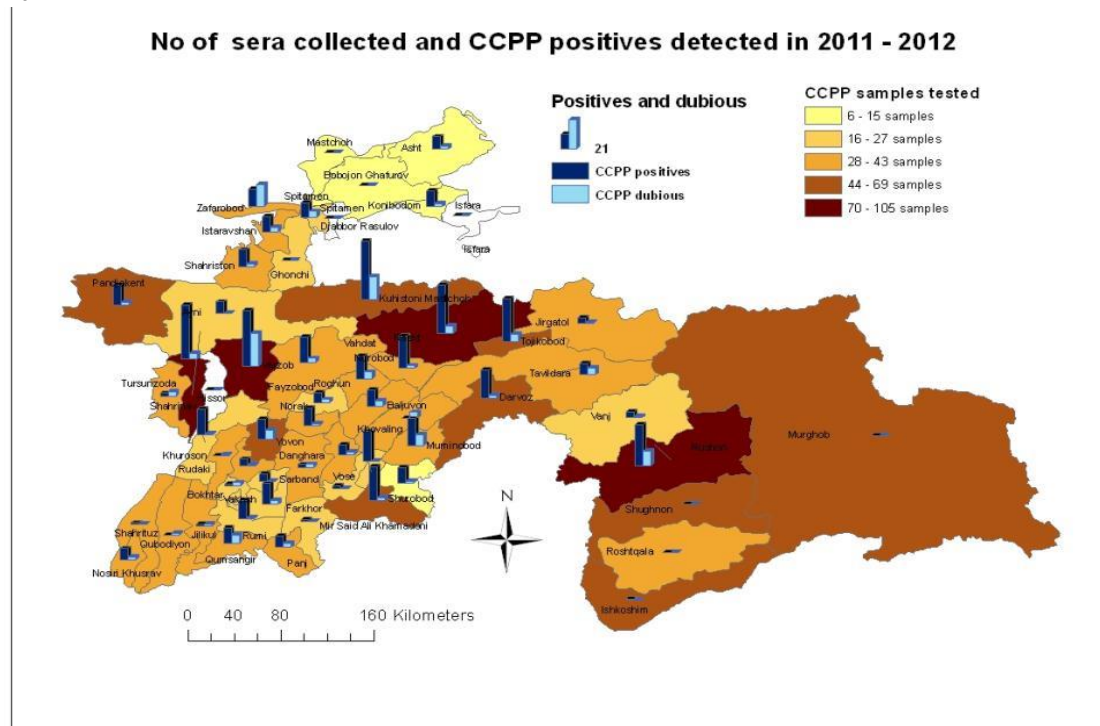 No of sera collected and CCPP positives detected in 2011 - 2012
Positives and dubious
21
CCPP positives
CCPP dubious
CCPP samples tested
6 - 15 samples
16 - 27 samples
28 - 43 samples
44 - 69 samples
70 - 105 samples
Mastchoh
Asht
Bobojon Ghafurov
Spitamen
Konibodom
Isfara
Zafarobod
Spitamen
Djabbor Rasulov
Istaravshan
Isfara
Shahriston
Ghonchi
Pandjakent
Kuhistoni Mastchoh
Jirgatol
Vahdat
Tojikobod
Tavildara
Tursunzoda
Fayzobod
Roghun
Darvoz
Norak
Baljuvon
Vanj
Khovaling
Muminobod
Murghob
Yovon
Khuroson
Danghara
Rudaki
Sarband
Vose
Bokhtar
Shurobod
Vakhsh
Farkhor
N
Shughnon
Mir Said Ali Khamadoni
Shahrituz
Jilikul
Rumi
Qubodiyon
Roshtqala
Qumsangir
Panj
Nosiri Khusrav
Ishkoshim
0 40 80 160 Kilometers